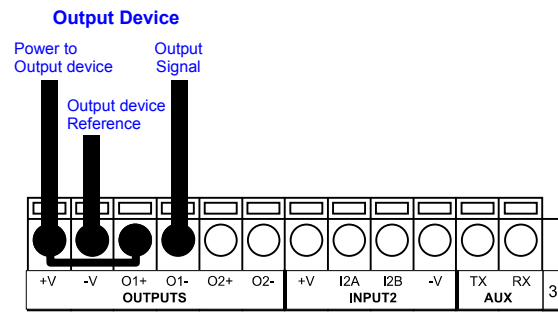 Output Device
Power to
Output device
Output
Signal
Output device
Reference
+V -V O1+ O1- O2+ O2- +V I2A I2B -V TX RX
OUTPUTS INPUT2 AUX
3